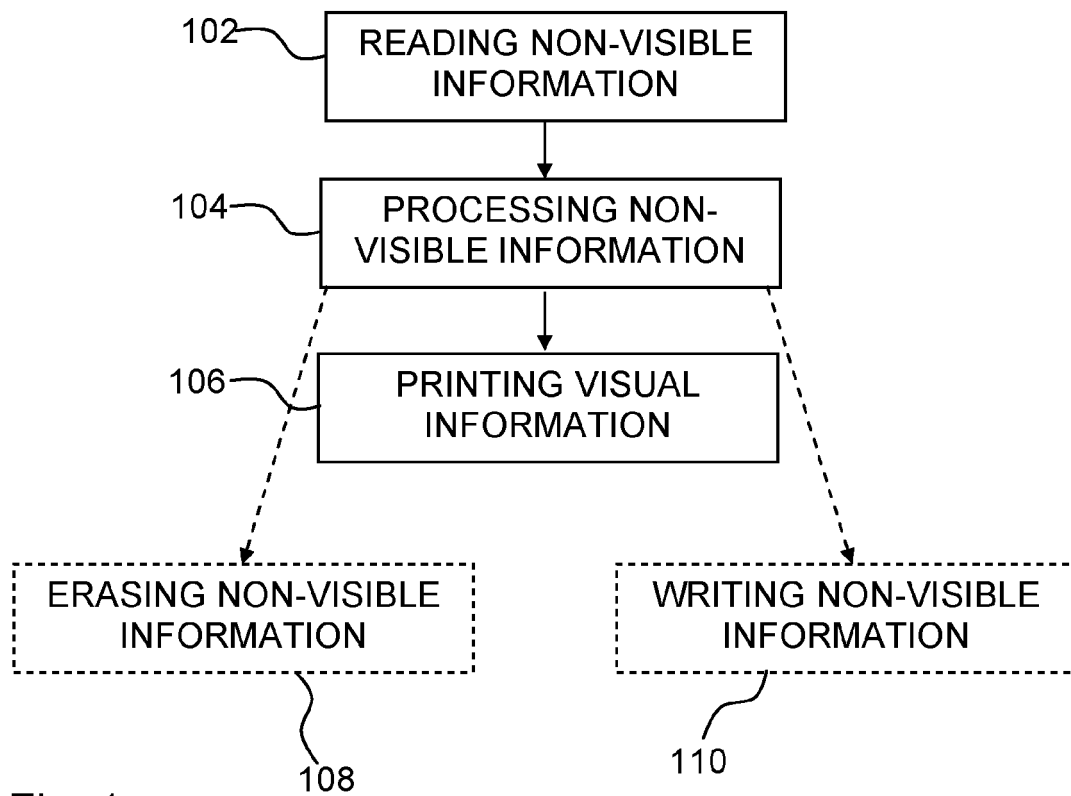 102
READING NON-VISIBLE
INFORMATION
104
PROCESSING NON-
VISIBLE INFORMATION
106
PRINTING VISUAL
INFORMATION
ERASING NON-VISIBLE
INFORMATION
WRITING NON-VISIBLE
INFORMATION
108
110